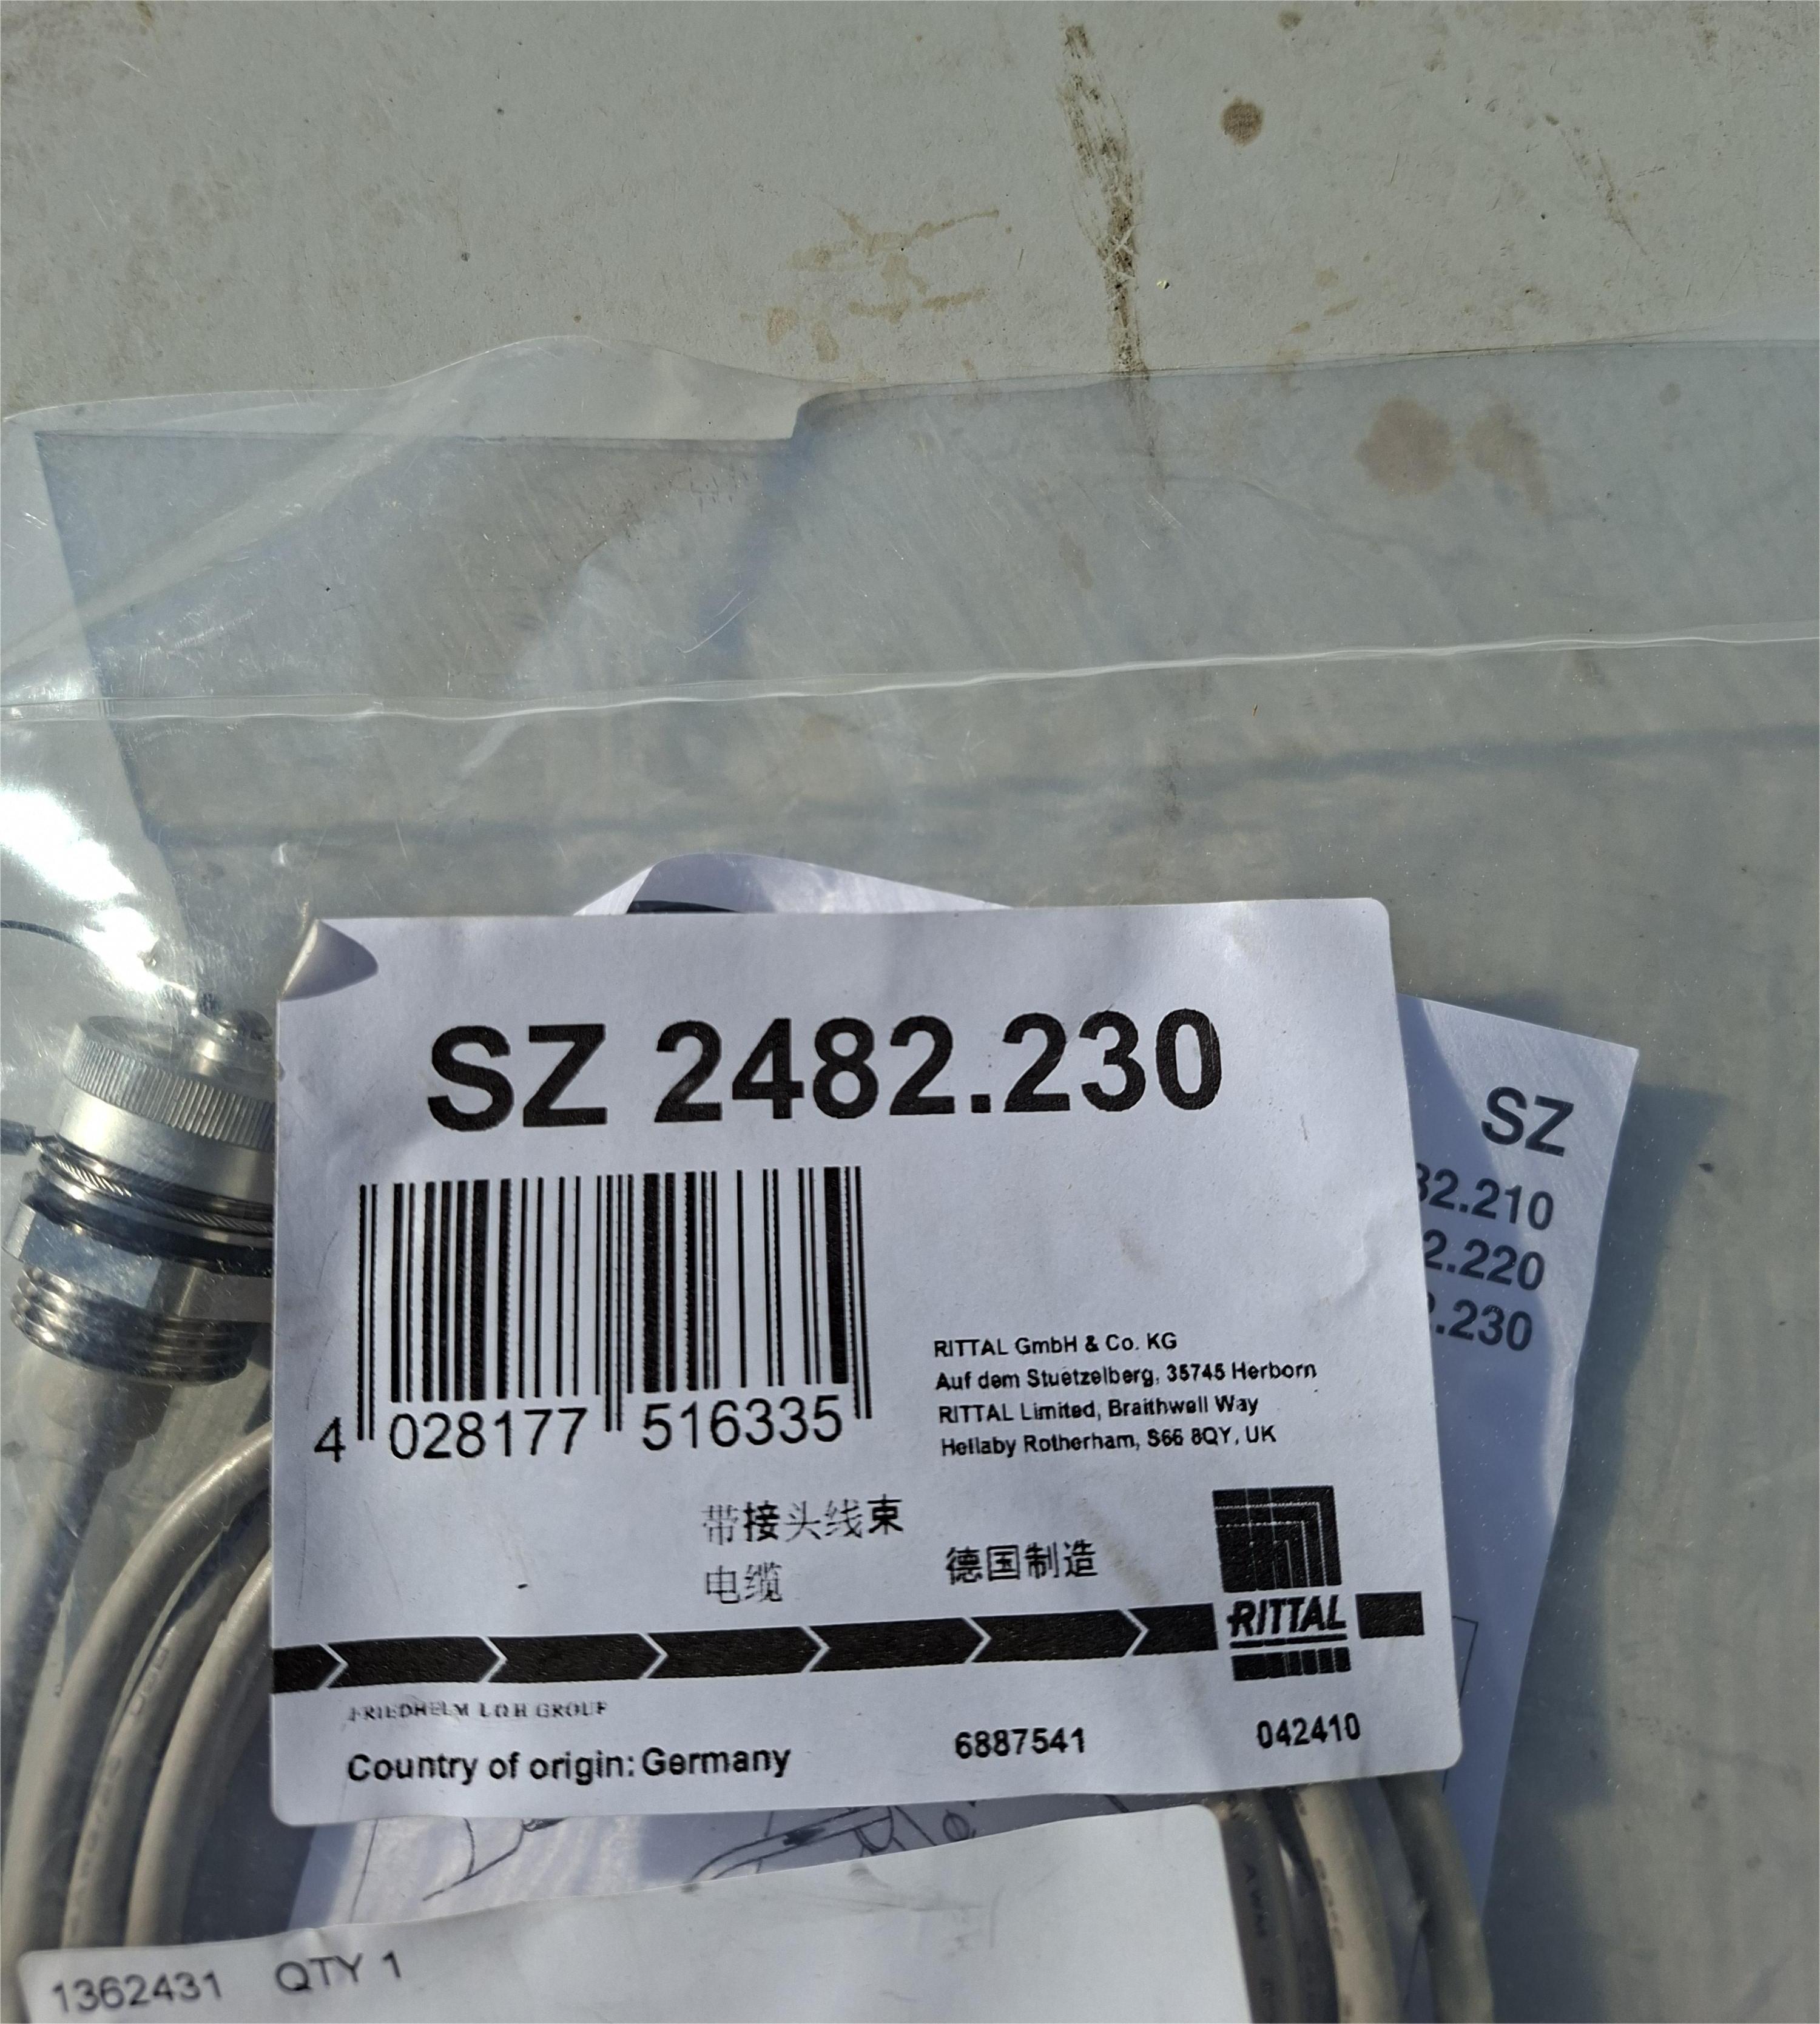 SZ 2482.230
SZ
32.210
2.220
2.230
4 028177 516335
RITTAL GmbH & Co. KG
Auf dem Stuetzelberg, 35745 Herborn
RITTAL Limited, Braithwell Way
Hellaby Rotherham, S66 8QY, UK
带接头线束
电缆
德国制造
RITTAL
FRIEDHELM LOH GROUP
Country of origin: Germany
6887541
042410
1362431 QTY 1